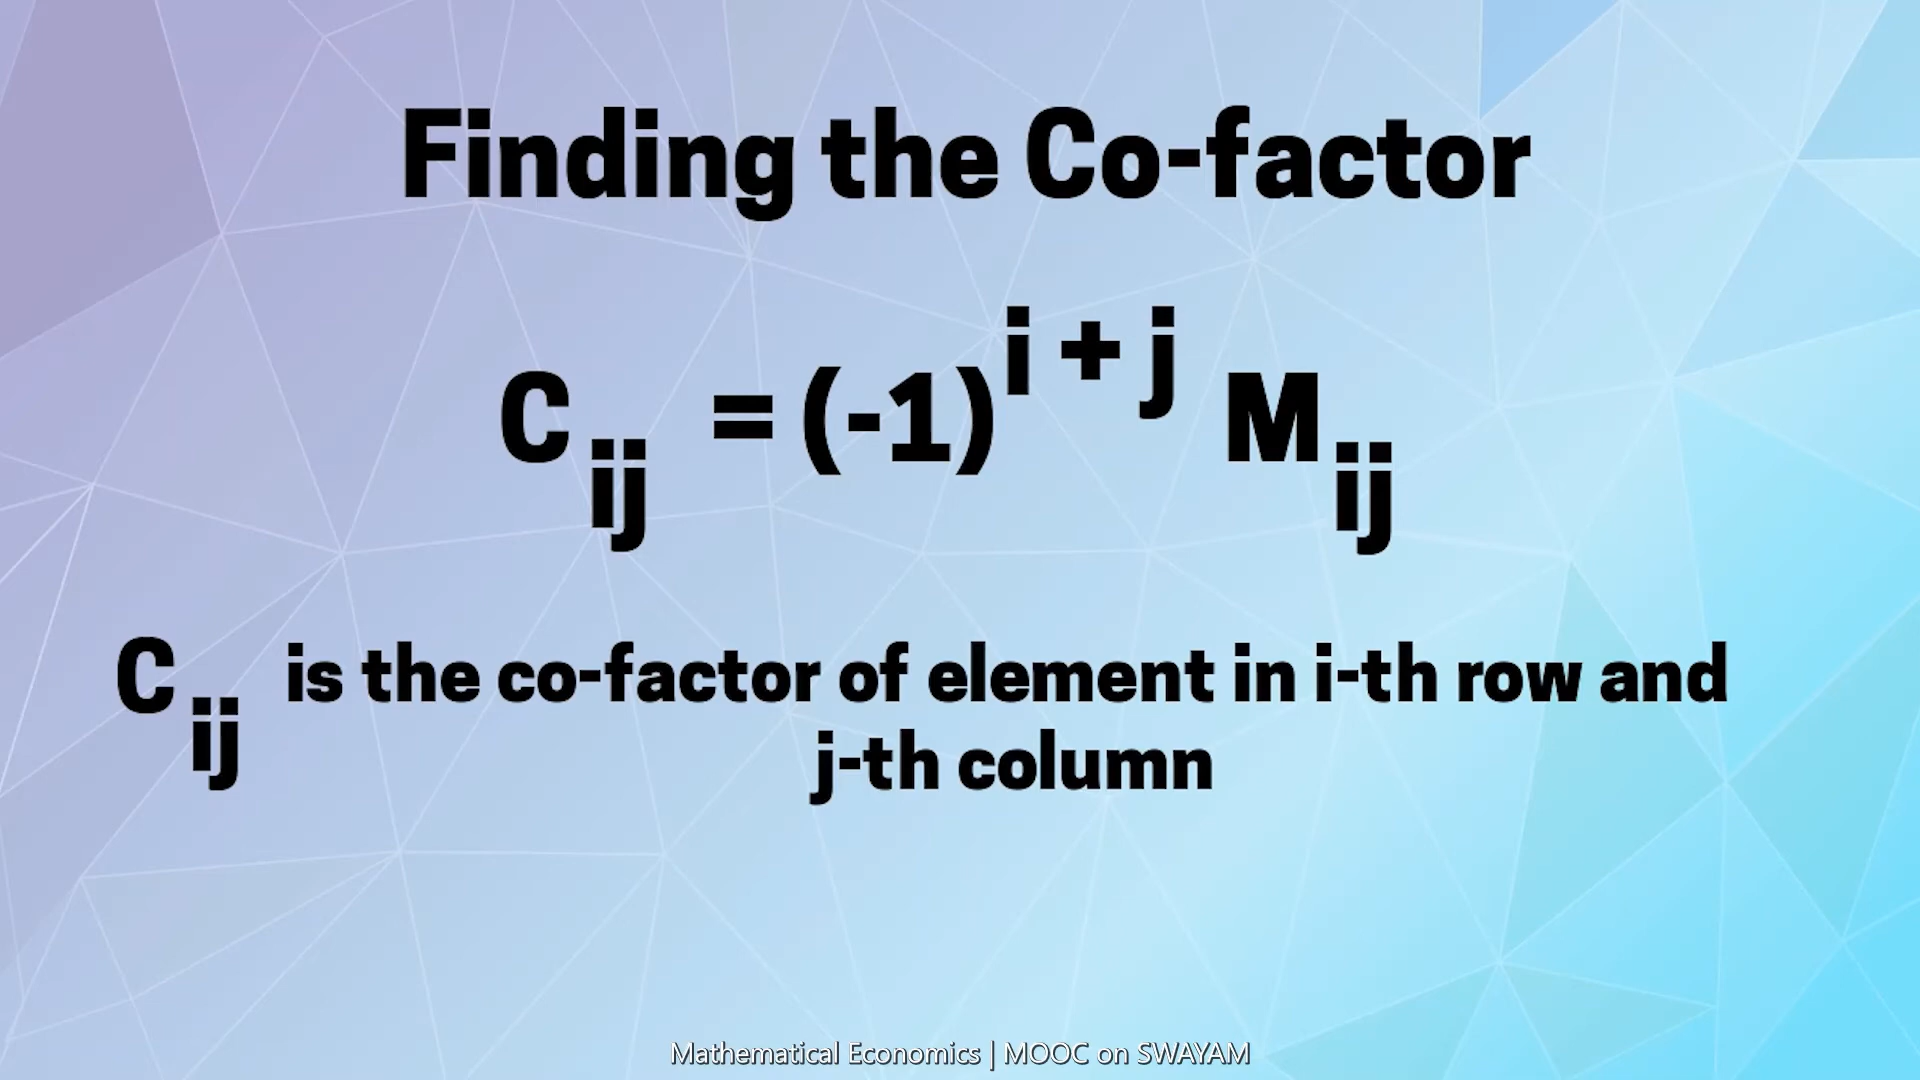 Finding the Co-factor
C ij = (-1)^i + j M ij
C ij is the co-factor of element in i-th row and
j-th column
Mathematical Economics | MOOC on SWAYAM